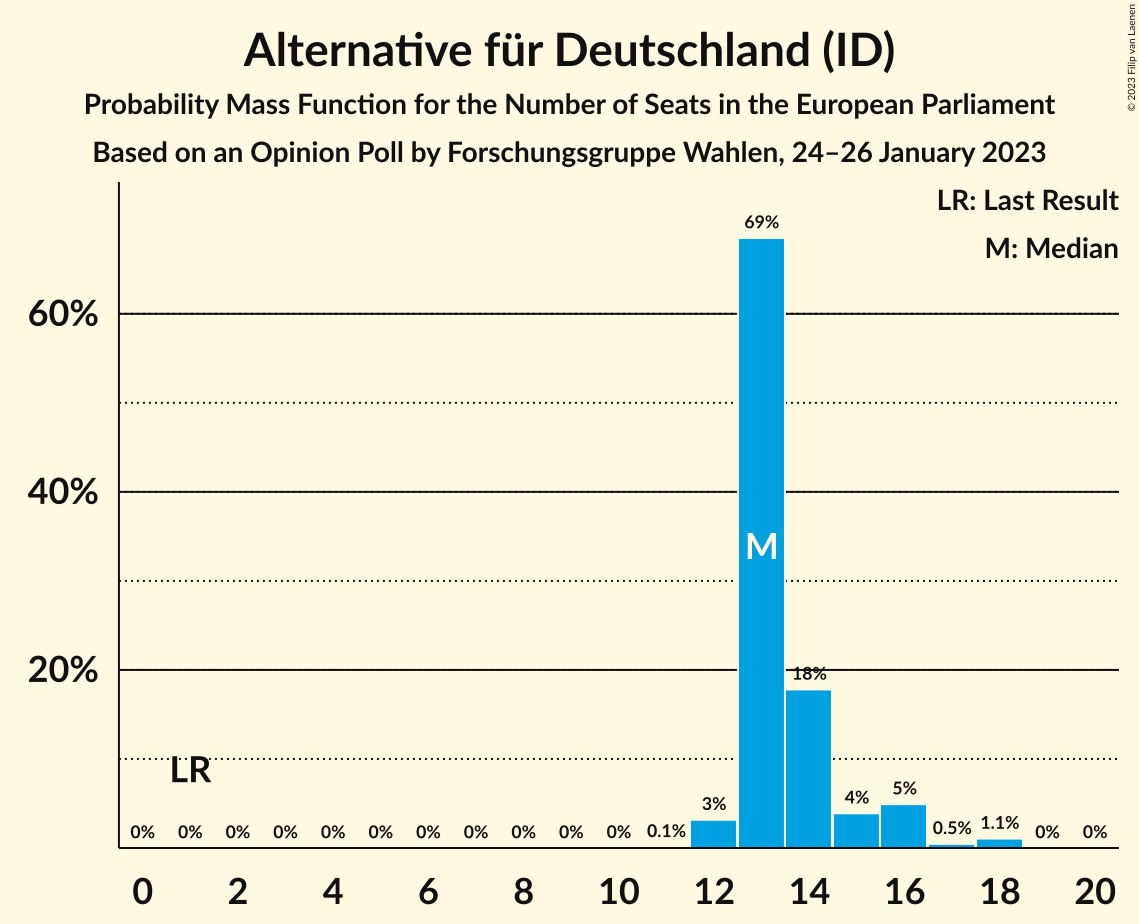 Alternative für Deutschland (ID)
Probability Mass Function for the Number of Seats in the European Parliament
Based on an Opinion Poll by Forschungsgruppe Wahlen, 24–26 January 2023
© 2023 Filip van Laenen
LR: Last Result
M: Median
69%
60%
40%
M
20%
18%
LR
0% 0% 0% 0% 0% 0% 0% 0% 0% 0% 0% 0.1% 3% 4% 5% 0.5% 1.1% 0% 0%
0 2 4 6 8 10 12 14 16 18 20